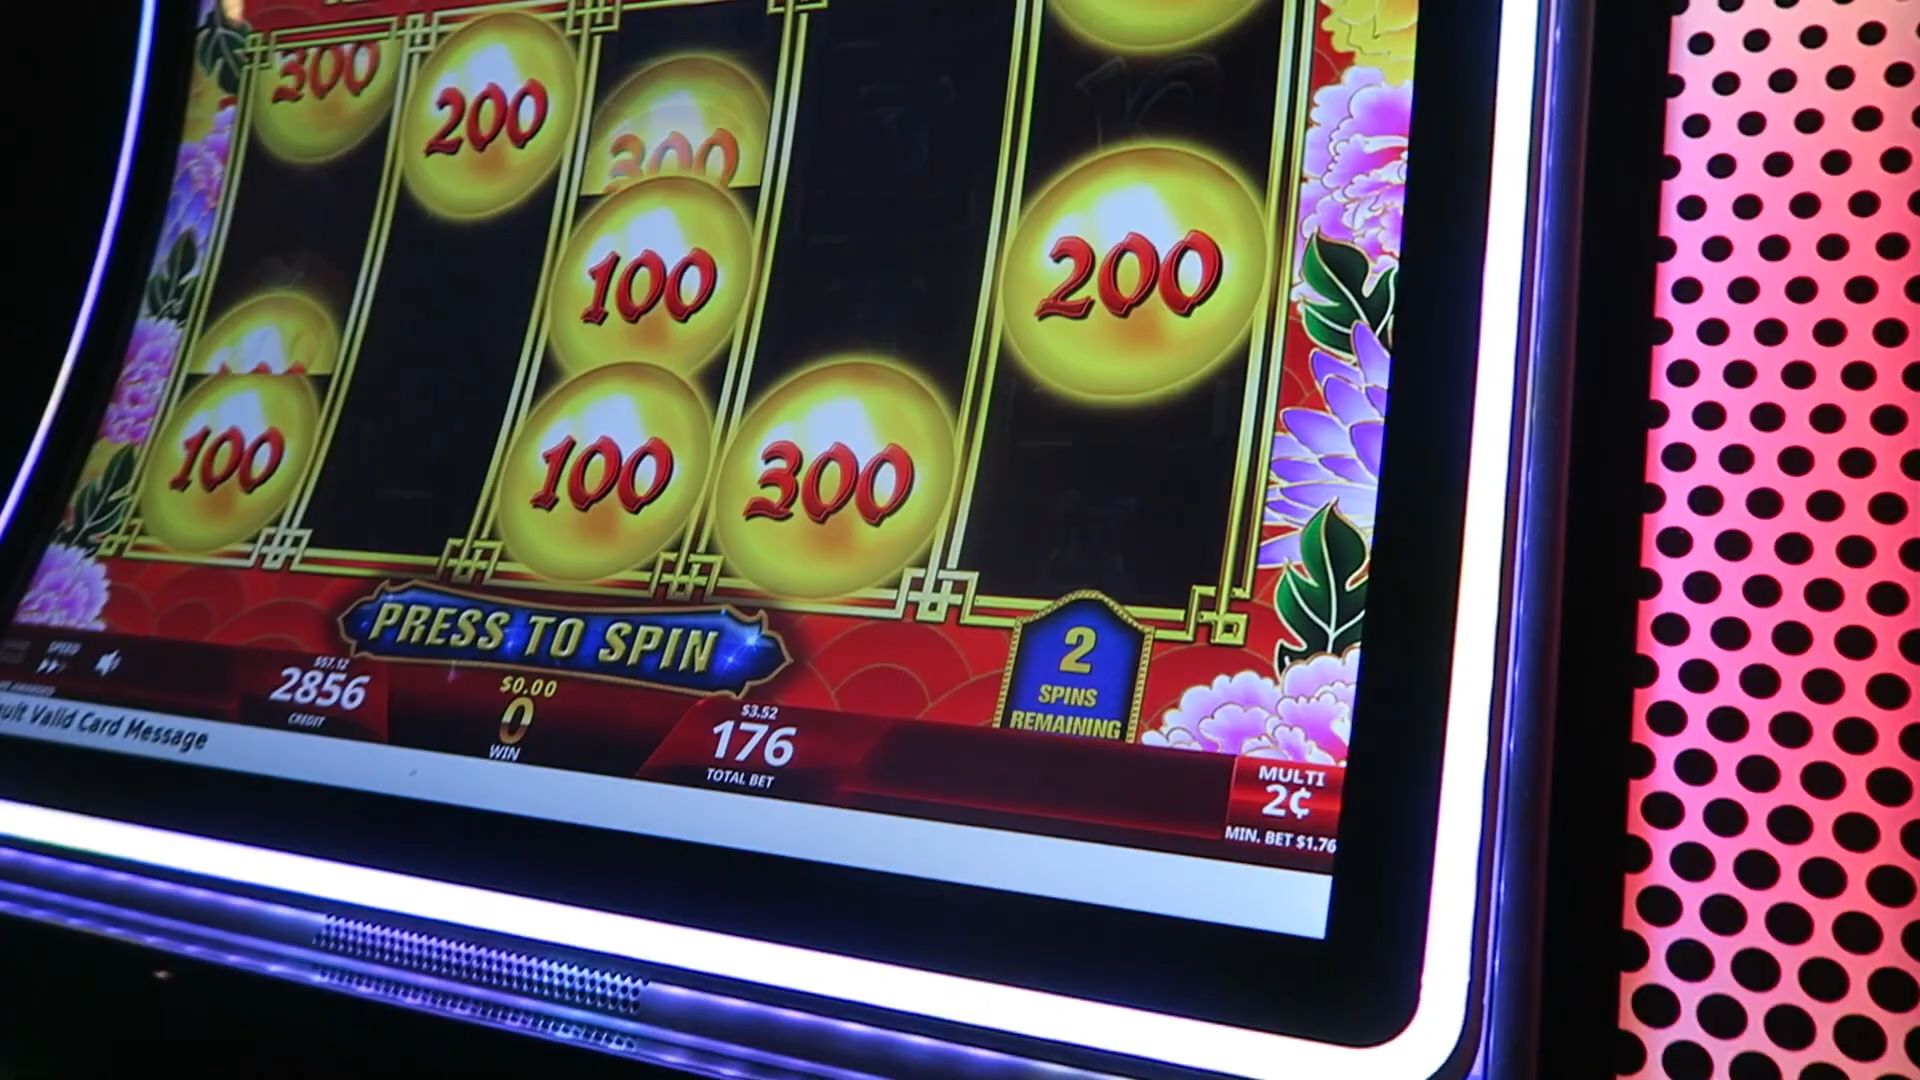 300
200
300
100
200
100
100
300
PRESS TO SPIN
2
SPINS
REMAINING
SPEED
$57.12
2856
CREDIT
$0.00
0
WIN
$3.52
176
TOTAL BET
MULTI
2¢
MIN. BET $1.76
Valid Card Message